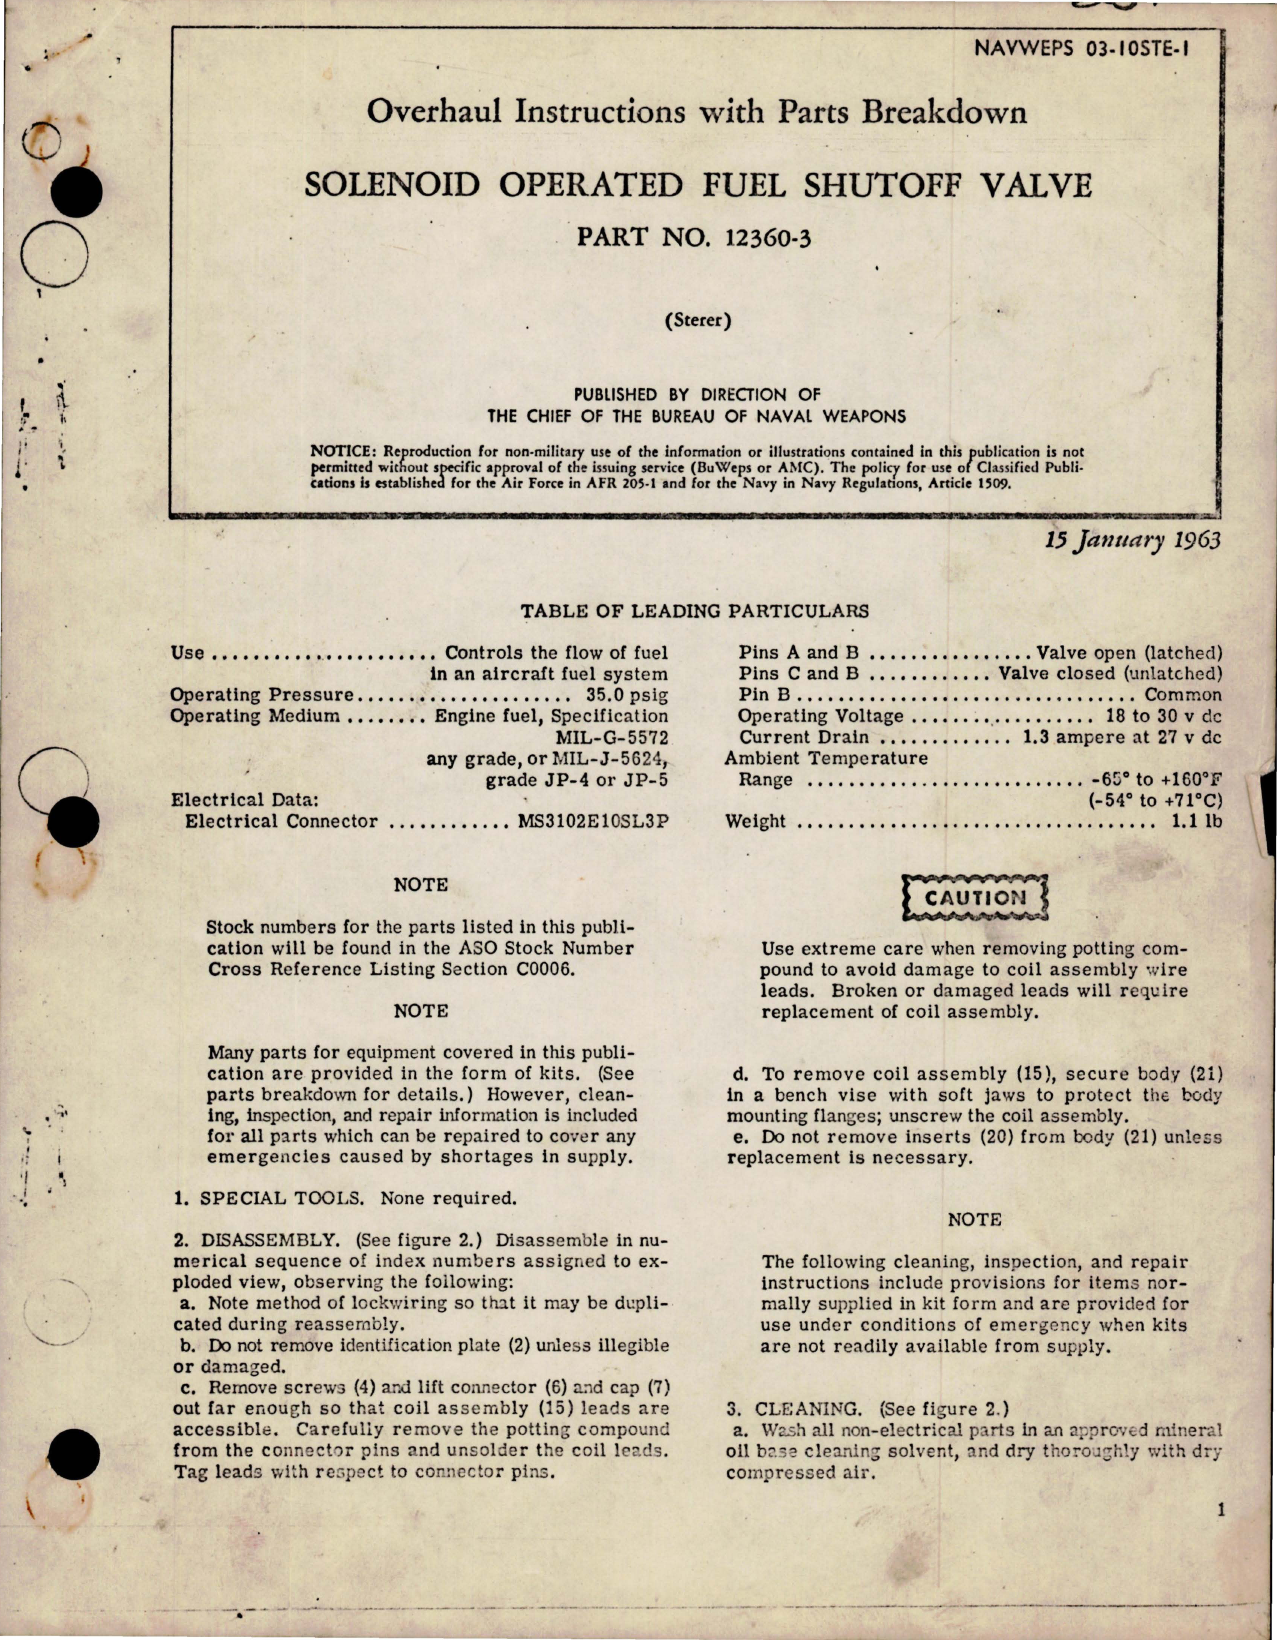 NAVWEPS 03-10STE-1
Overhaul Instructions with Parts Breakdown
SOLENOID OPERATED FUEL SHUTOFF VALVE
PART NO. 12360-3
(Sterer)
PUBLISHED BY DIRECTION OF
THE CHIEF OF THE BUREAU OF NAVAL WEAPONS
NOTICE: Reproduction for non-military use of the information or illustrations contained in this publication is not
permitted without specific approval of the issuing service (BuWeps or AMC). The policy for use of Classified Publi-
cations is established for the Air Force in AFR 205-1 and for the Navy in Navy Regulations, Article 1509.
15 January 1963
TABLE OF LEADING PARTICULARS
Use ...................... Controls the flow of fuel
in an aircraft fuel system
Operating Pressure..................... 35.0 psig
Operating Medium ........ Engine fuel, Specification
MIL-G-5572
any grade, or MIL-J-5624,
grade JP-4 or JP-5
Electrical Data:
Electrical Connector ............ MS3102E10SL3P
Pins A and B ................ Valve open (latched)
Pins C and B ............ Valve closed (unlatched)
Pin B................................. Common
Operating Voltage .................. 18 to 30 v dc
Current Drain ............. 1.3 ampere at 27 v dc
Ambient Temperature
Range ........................... -65° to +160°F
(-54° to +71°C)
Weight ................................... 1.1 lb
NOTE
Stock numbers for the parts listed in this publi-
cation will be found in the ASO Stock Number
Cross Reference Listing Section C0006.
NOTE
Many parts for equipment covered in this publi-
cation are provided in the form of kits. (See
parts breakdown for details.) However, clean-
ing, inspection, and repair information is included
for all parts which can be repaired to cover any
emergencies caused by shortages in supply.
1. SPECIAL TOOLS. None required.
2. DISASSEMBLY. (See figure 2.) Disassemble in nu-
merical sequence of index numbers assigned to ex-
ploded view, observing the following:
a. Note method of lockwiring so that it may be dupli-
cated during reassembly.
b. Do not remove identification plate (2) unless illegible
or damaged.
c. Remove screws (4) and lift connector (6) and cap (7)
out far enough so that coil assembly (15) leads are
accessible. Carefully remove the potting compound
from the connector pins and unsolder the coil leads.
Tag leads with respect to connector pins.
CAUTION
Use extreme care when removing potting com-
pound to avoid damage to coil assembly wire
leads. Broken or damaged leads will require
replacement of coil assembly.
d. To remove coil assembly (15), secure body (21)
in a bench vise with soft jaws to protect the body
mounting flanges; unscrew the coil assembly.
e. Do not remove inserts (20) from body (21) unless
replacement is necessary.
NOTE
The following cleaning, inspection, and repair
instructions include provisions for items nor-
mally supplied in kit form and are provided for
use under conditions of emergency when kits
are not readily available from supply.
3. CLEANING. (See figure 2.)
a. Wash all non-electrical parts in an approved mineral
oil base cleaning solvent, and dry thoroughly with dry
compressed air.
1